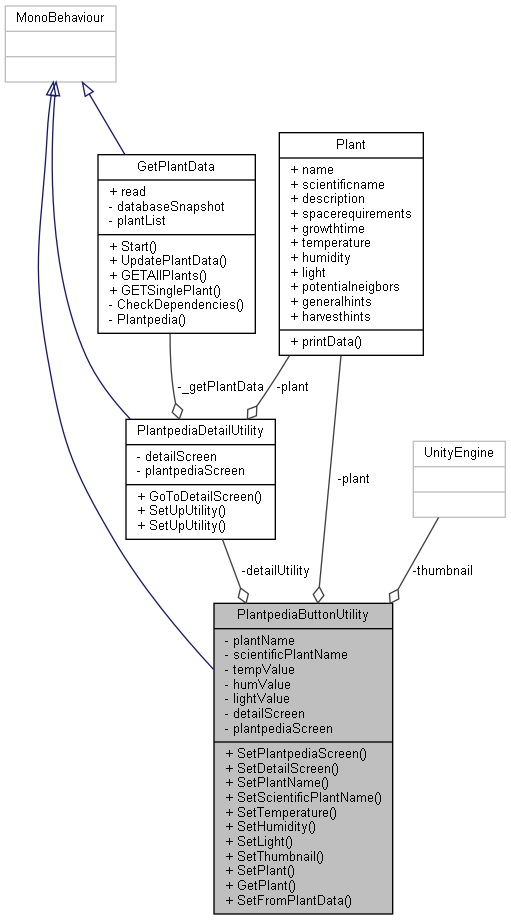 MonoBehaviour
GetPlantData
+ read
- databaseSnapshot
- plantList
+ Start()
+ UpdatePlantData()
+ GETAllPlants()
+ GETSinglePlant()
- CheckDependencies()
- Plantpedia()
Plant
+ name
+ scientificname
+ description
+ spacerequirements
+ growthtime
+ temperature
+ humidity
+ light
+ potentialneigbors
+ generalhints
+ harvesthints
+ printData()
-_getPlantData
-plant
PlantpediaDetailUtility
- detailScreen
- plantpediaScreen
+ GoToDetailScreen()
+ SetUpUtility()
+ SetUpUtility()
UnityEngine
-plant
-detailUtility
-thumbnail
PlantpediaButtonUtility
- plantName
- scientificPlantName
- tempValue
- humValue
- lightValue
- detailScreen
- plantpediaScreen
+ SetPlantpediaScreen()
+ SetDetailScreen()
+ SetPlantName()
+ SetScientificPlantName()
+ SetTemperature()
+ SetHumidity()
+ SetLight()
+ SetThumbnail()
+ SetPlant()
+ GetPlant()
+ SetFromPlantData()